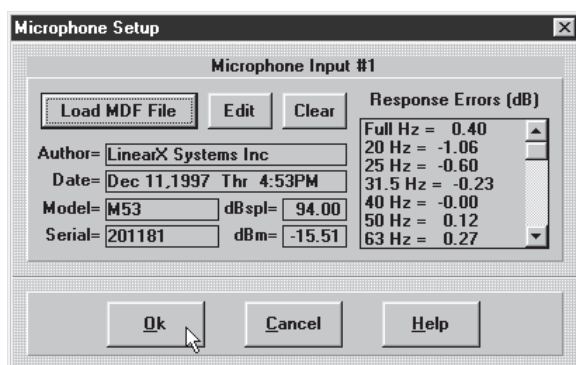 Microphone Setup
Microphone Input #1
Load MDF File Edit Clear
Author= LinearX Systems Inc
Date= Dec 11,1997 Thr 4:53PM
Model= M53 dBspl= 94.00
Serial= 201181 dBm= -15.51
Response Errors (dB)
Full Hz = 0.40
20 Hz = -1.06
25 Hz = -0.60
31.5 Hz = -0.23
40 Hz = -0.00
50 Hz = 0.12
63 Hz = 0.27
Ok Cancel Help